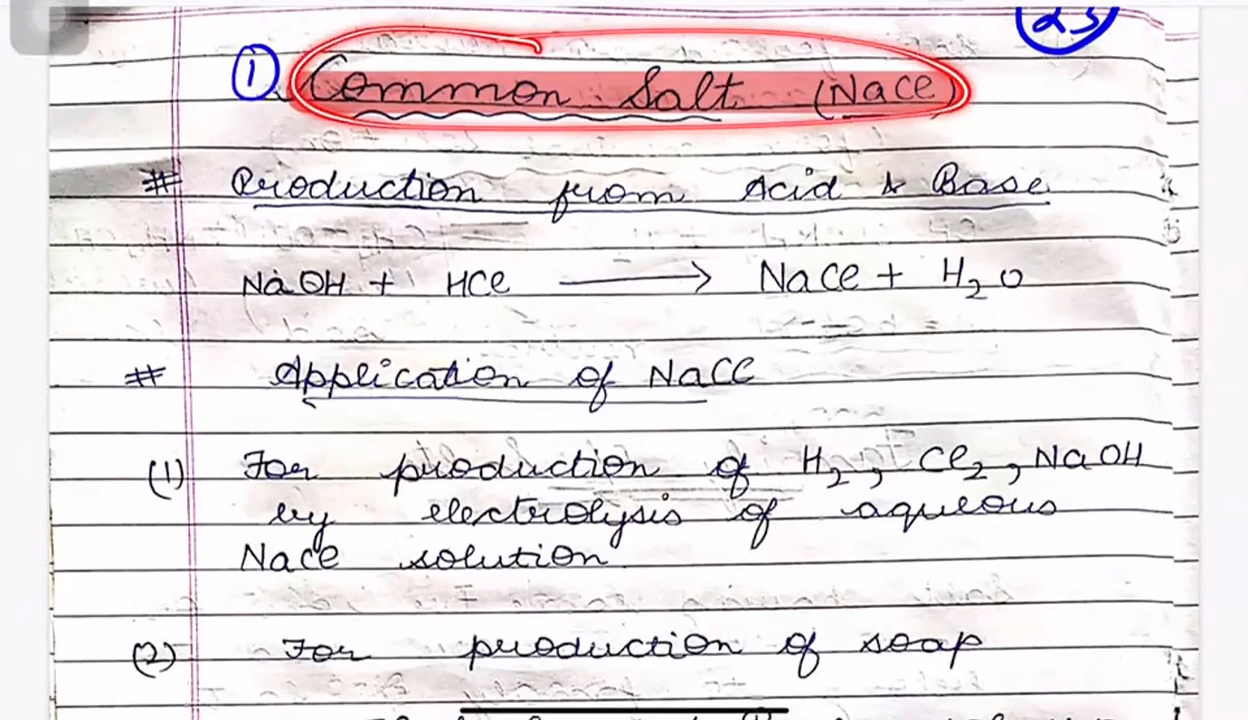 23
① Common Salt (NaCl)
# Production from Acid & Base
NaOH + HCl ⟶ NaCl + H₂O
# Application of NaCl
(1) For production of H₂, Cl₂, NaOH
by electrolysis of aqueous
NaCl solution
(2) For production of soap